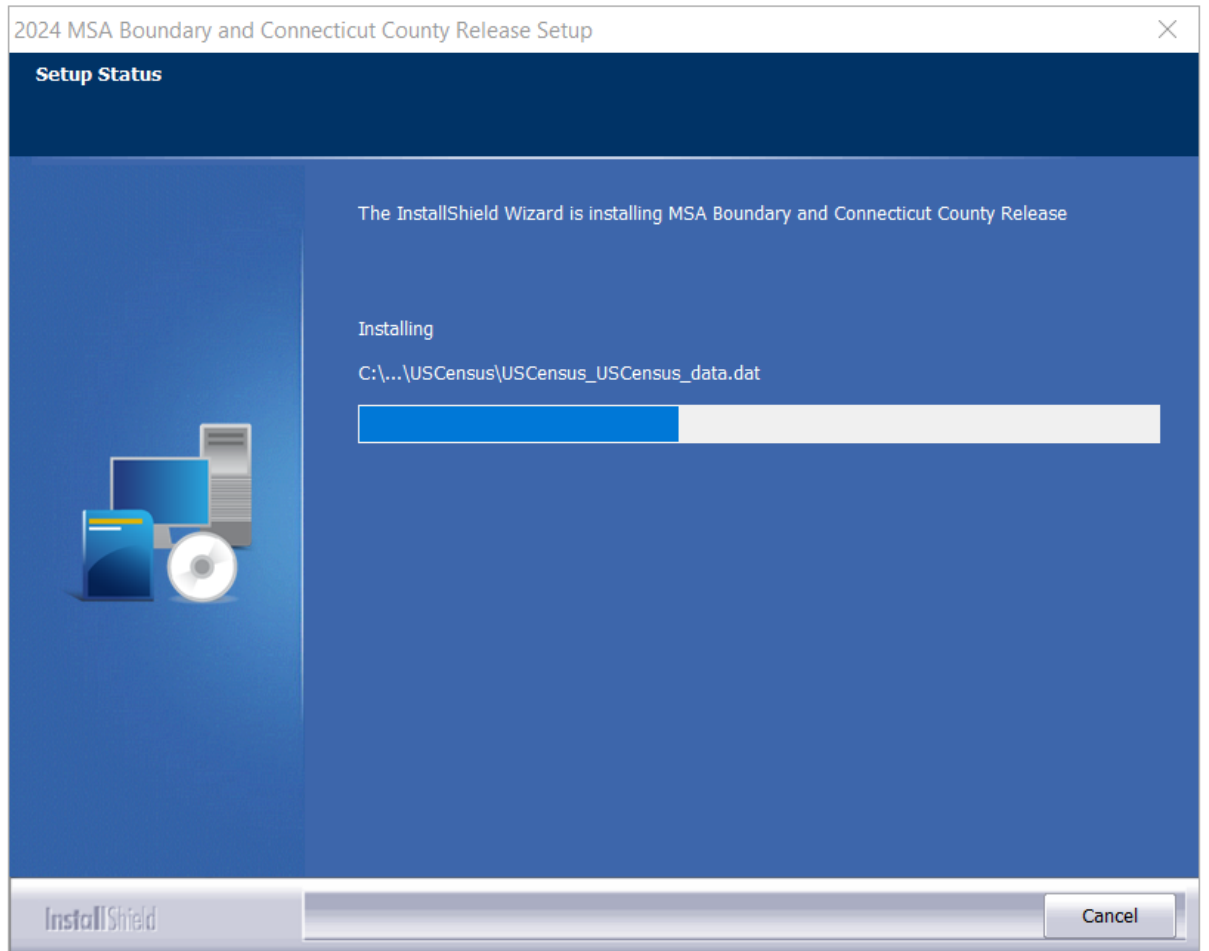 2024 MSA Boundary and Connecticut County Release Setup
Setup Status
The InstallShield Wizard is installing MSA Boundary and Connecticut County Release
Installing
C:\...\USCensus\USCensus_USCensus_data.dat
InstallShield
Cancel